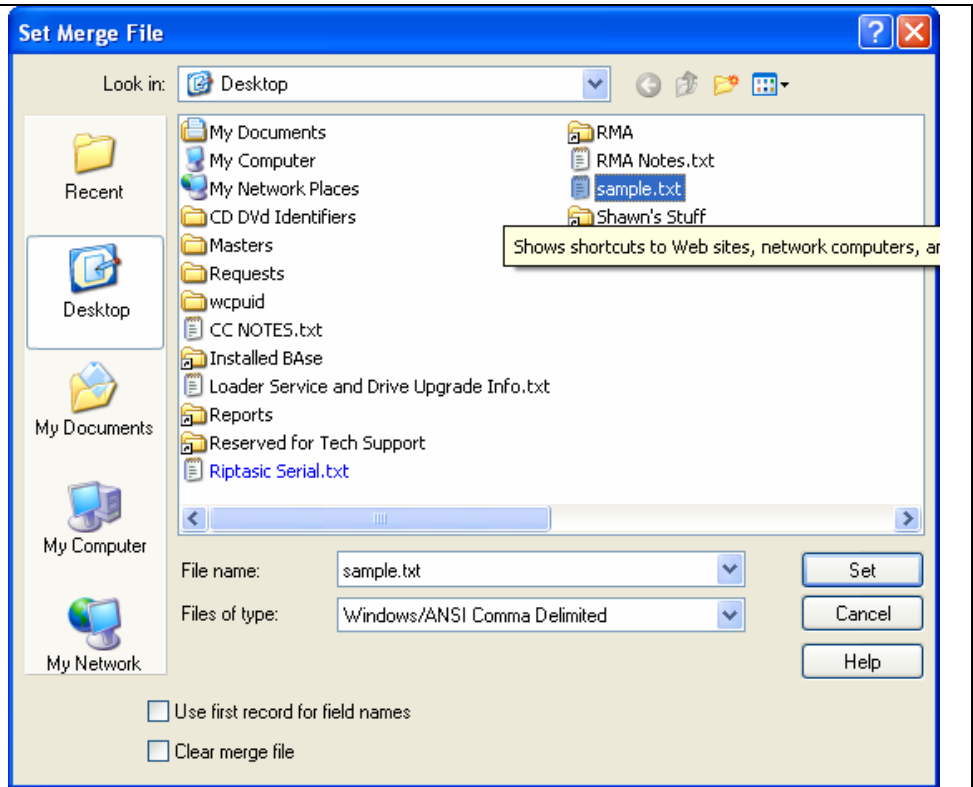 Set Merge File
Look in:
Desktop
Recent
Desktop
My Documents
My Computer
My Network
My Documents
My Computer
My Network Places
CD DVd Identifiers
Masters
Requests
wcpuid
CC NOTES.txt
Installed BAse
Loader Service and Drive Upgrade Info.txt
Reports
Reserved for Tech Support
Riptasic Serial.txt
RMA
RMA Notes.txt
sample.txt
Shawn's Stuff
Shows shortcuts to Web sites, network computers, ar
File name:
sample.txt
Set
Files of type:
Windows/ANSI Comma Delimited
Cancel
Help
Use first record for field names
Clear merge file